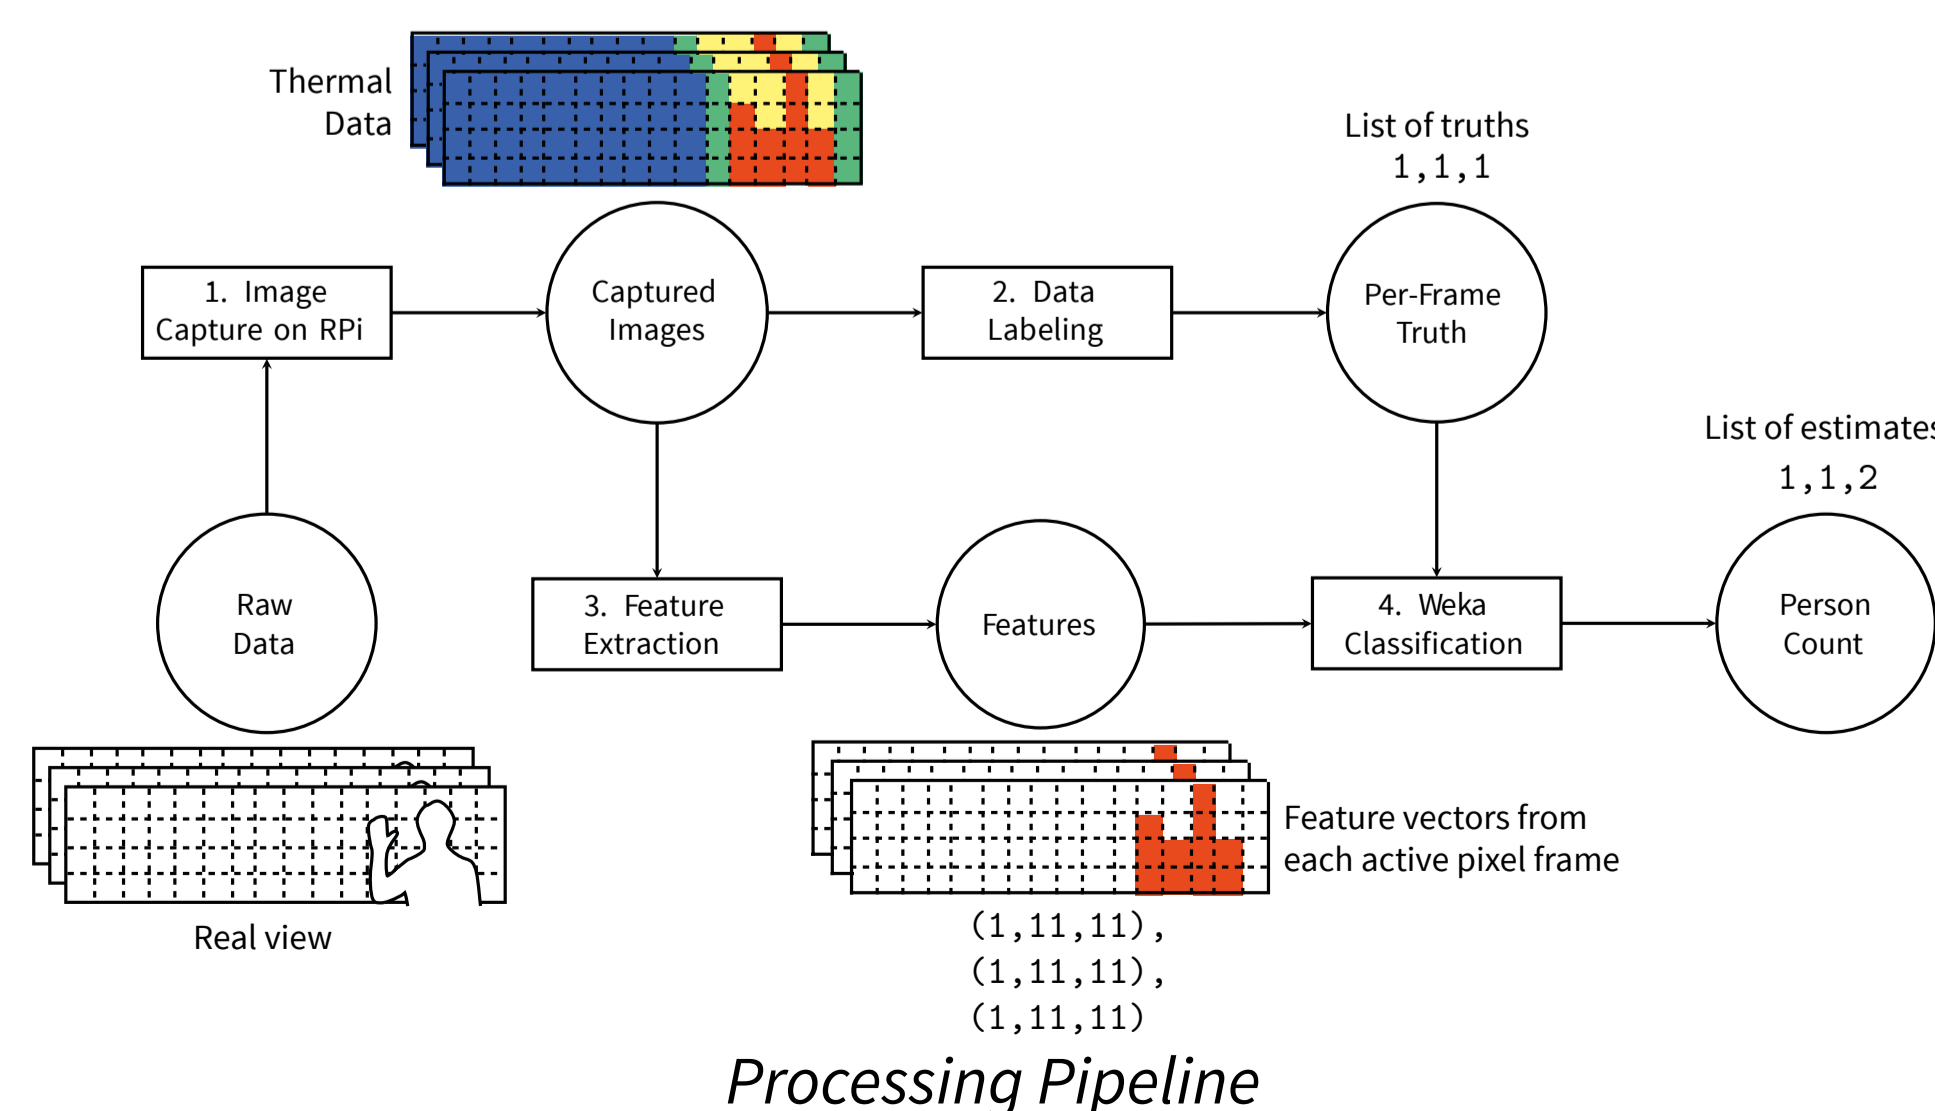 Thermal
Data
List of truths
1,1,1
1. Image
Capture on RPi
Captured
Images
2. Data
Labeling
Per-Frame
Truth
List of estimates
1,1,2
Raw
Data
3. Feature
Extraction
Features
4. Weka
Classification
Person
Count
Real view
Feature vectors from
each active pixel frame
(1,11,11),
(1,11,11),
(1,11,11)
Processing Pipeline